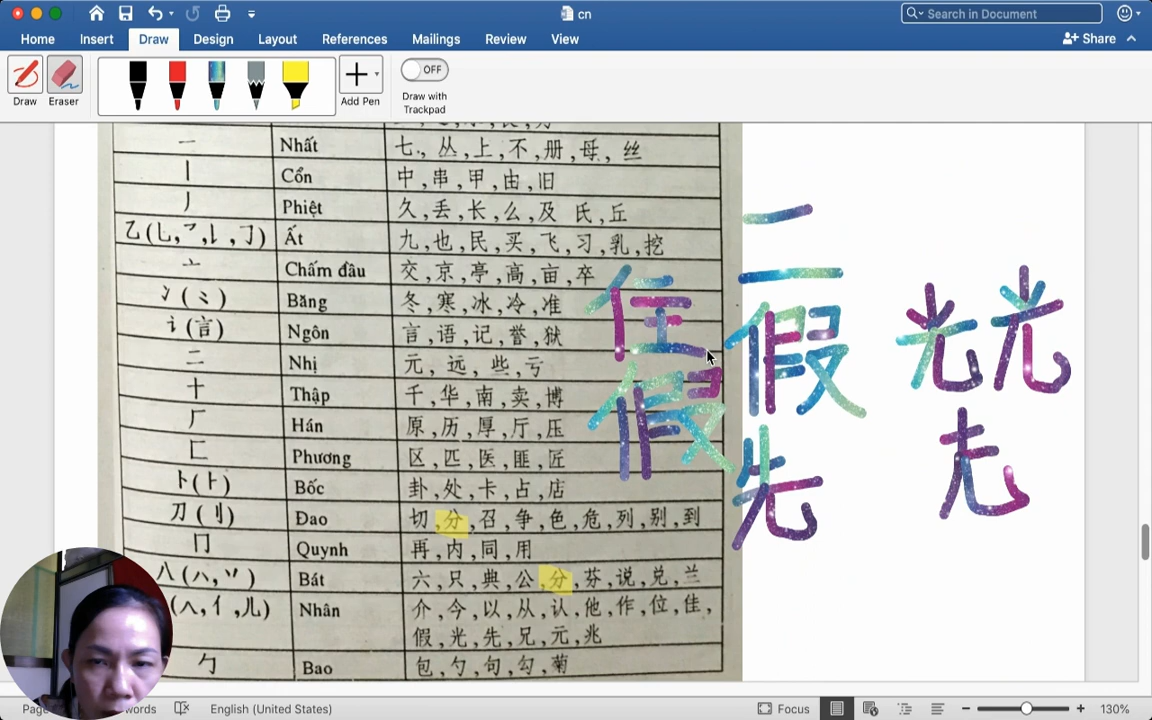 cn
Search in Document
Home Insert Draw Design Layout References Mailings Review View
Share
OFF
Draw Eraser Add Pen Draw with
Trackpad
一 Nhất 七., 丛,上,不,册,母, 丝
丨 Cổn 中,串,甲,由,旧
丿 Phiệt 久,丢,长,么,及 氏,丘
乙(乚,乛,㇙,㇆) Ất 九,也,民,买,飞,习,乳,挖
亠 Chấm đầu 交,京,亭,高,亩,卒
冫(⺀) Băng 冬,寒,冰,冷,准
讠(言) Ngôn 言,语,记,誉,狱
二 Nhị 元, 远, 些,亏
十 Thập 千,华,南,卖,博
厂 Hán 原,历,厚,厅,压
匚 Phương 区,匹,医,匪,匠
卜(⺊) Bốc 卦,处,卡,占,店
刀(刂) Đao 切,分,召,争,色,危,列,别,到
冂 Quynh 再,内,同,用
八(ハ,丷) Bát 六,只,典,公,分,芬,说,兑,兰
(人,亻,儿) Nhân 介,今,以,从,认,他,作,位,佳,
假,光,先,兄,元,兆
勹 Bao 包,勺,句,勾,菊
一
一
假
光 光
假
先
Page
words English (United States) Focus 130%